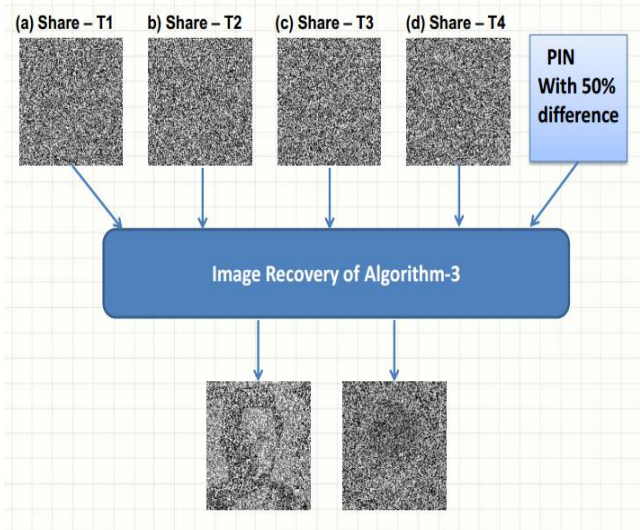 (a) Share – T1
b) Share – T2
(c) Share – T3
(d) Share – T4
PIN
With 50%
difference
Image Recovery of Algorithm-3